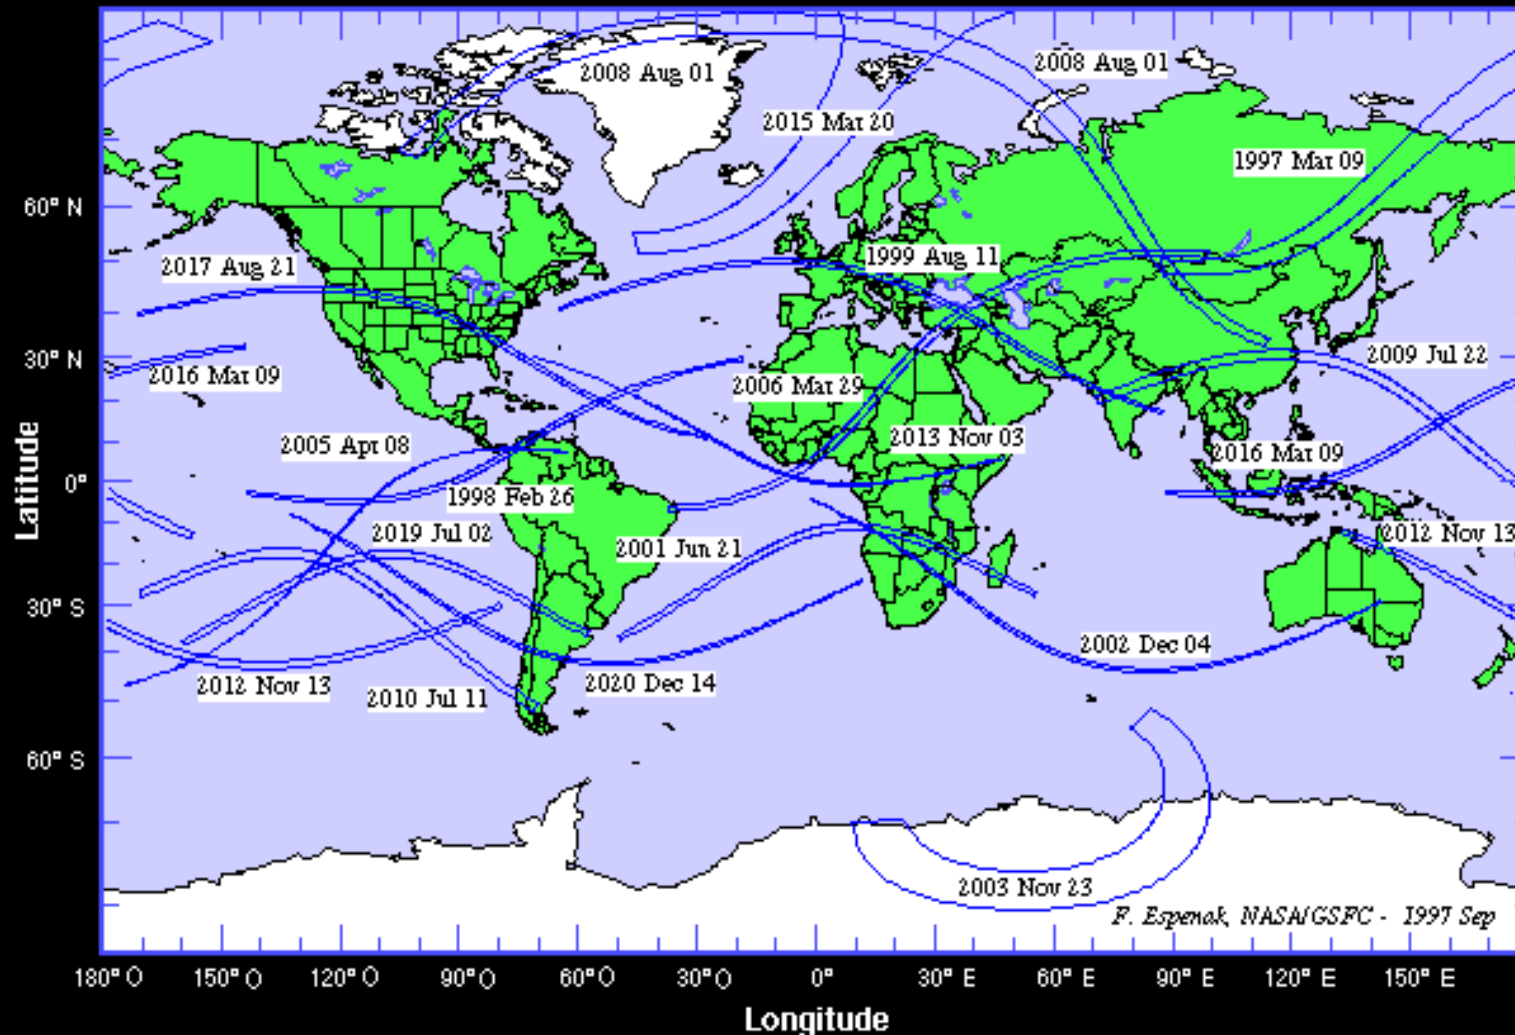 2008 Aug 01
2008 Aug 01
2015 Mar 20
1997 Mar 09
60° N
2017 Aug 21
1999 Aug 11
30° N
2016 Mar 09
2006 Mar 29
2009 Jul 22
2005 Apr 08
2013 Nov 03
2016 Mar 09
Latitude
0°
1998 Feb 26
2019 Jul 02
2001 Jun 21
2012 Nov 13
30° S
2002 Dec 04
2012 Nov 13
2010 Jul 11
2020 Dec 14
60° S
2003 Nov 23
F. Espenak, NASA/GSFC - 1997 Sep
180° O 150° O 120° O 90° O 60° O 30° O 0° 30° E 60° E 90° E 120° E 150° E
Longitude